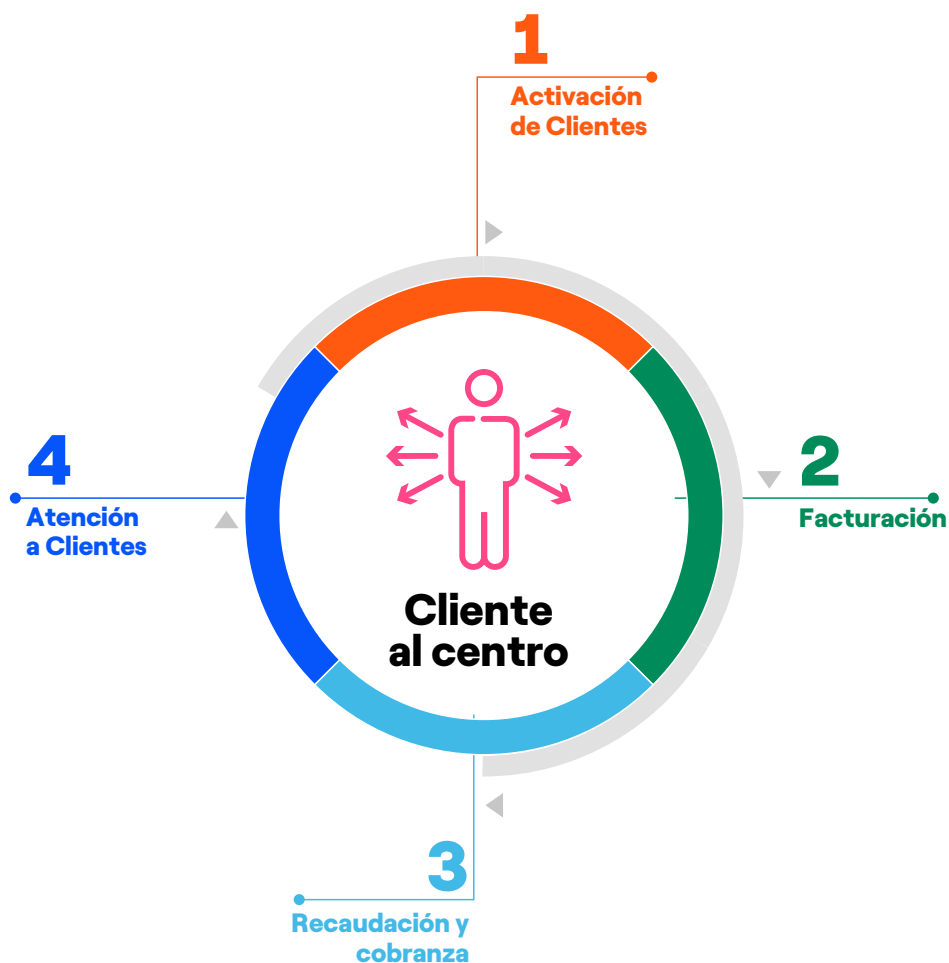 1
Activación
de Clientes
2
Facturación
3
Recaudación y
cobranza
4
Atención
a Clientes
Cliente
al centro